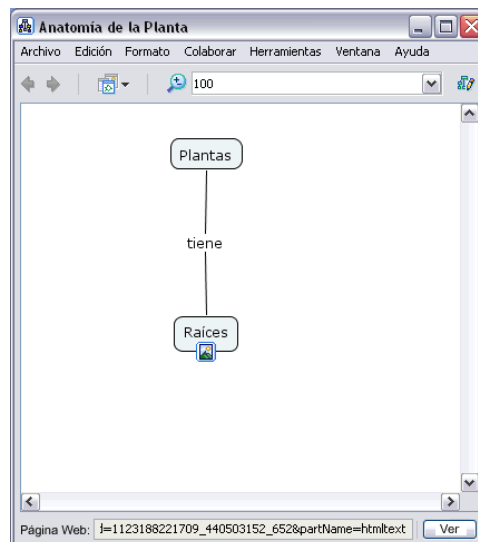 Anatomía de la Planta
Archivo Edición Formato Colaborar Herramientas Ventana Ayuda
100
Plantas
tiene
Raíces
Página Web: j=1123188221709_440503152_652&partName=htmltext Ver